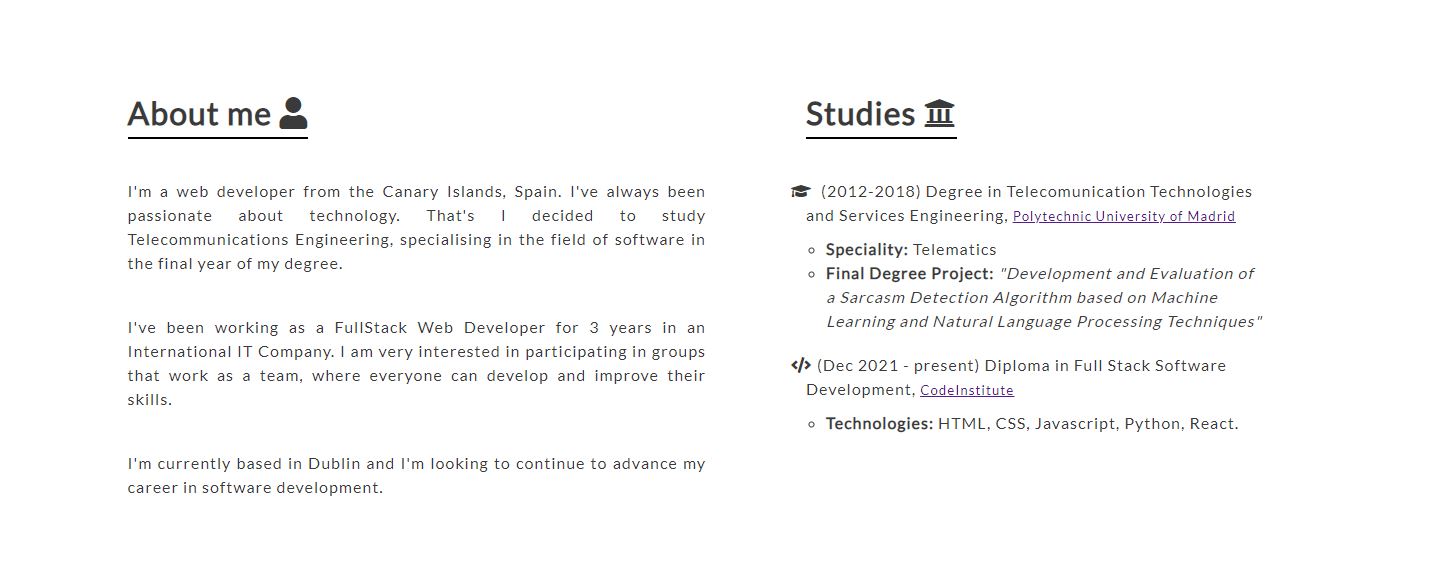 About me
I'm a web developer from the Canary Islands, Spain. I've always been
passionate about technology. That's I decided to study
Telecommunications Engineering, specialising in the field of software in
the final year of my degree.
I've been working as a FullStack Web Developer for 3 years in an
International IT Company. I am very interested in participating in groups
that work as a team, where everyone can develop and improve their
skills.
I'm currently based in Dublin and I'm looking to continue to advance my
career in software development.
Studies
(2012-2018) Degree in Telecomunication Technologies
and Services Engineering, Polytechnic University of Madrid
Speciality: Telematics
Final Degree Project: "Development and Evaluation of
a Sarcasm Detection Algorithm based on Machine
Learning and Natural Language Processing Techniques"
(Dec 2021 - present) Diploma in Full Stack Software
Development, CodeInstitute
Technologies: HTML, CSS, Javascript, Python, React.